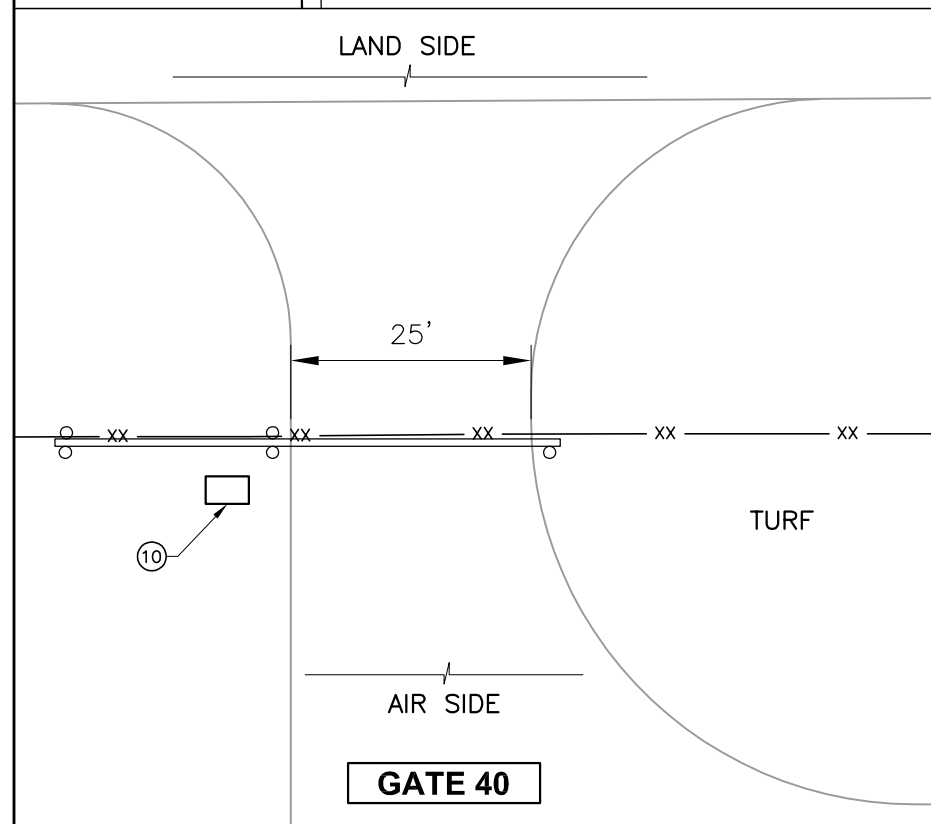 LAND SIDE
25'
XX XX XX XX XX
TURF
10
AIR SIDE
GATE 40